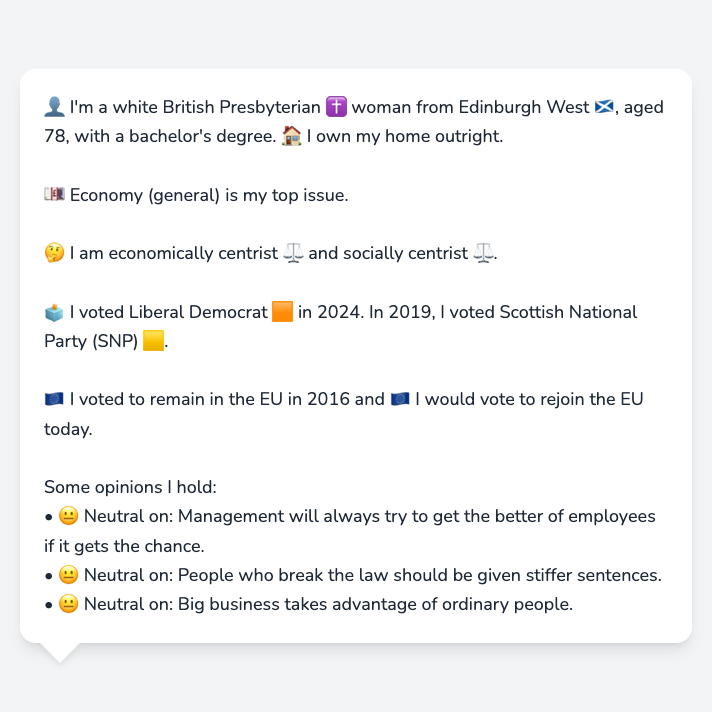 👤 I'm a white British Presbyterian ✝️ woman from Edinburgh West 🏴󠁧󠁢󠁳󠁣󠁴󠁿, aged
78, with a bachelor's degree. 🏠 I own my home outright.
💷 Economy (general) is my top issue.
🤔 I am economically centrist ⚖️ and socially centrist ⚖️.
🗳️ I voted Liberal Democrat 🟧 in 2024. In 2019, I voted Scottish National
Party (SNP) 🟨.
🇪🇺 I voted to remain in the EU in 2016 and 🇪🇺 I would vote to rejoin the EU
today.
Some opinions I hold:
• 😐 Neutral on: Management will always try to get the better of employees
if it gets the chance.
• 😐 Neutral on: People who break the law should be given stiffer sentences.
• 😐 Neutral on: Big business takes advantage of ordinary people.